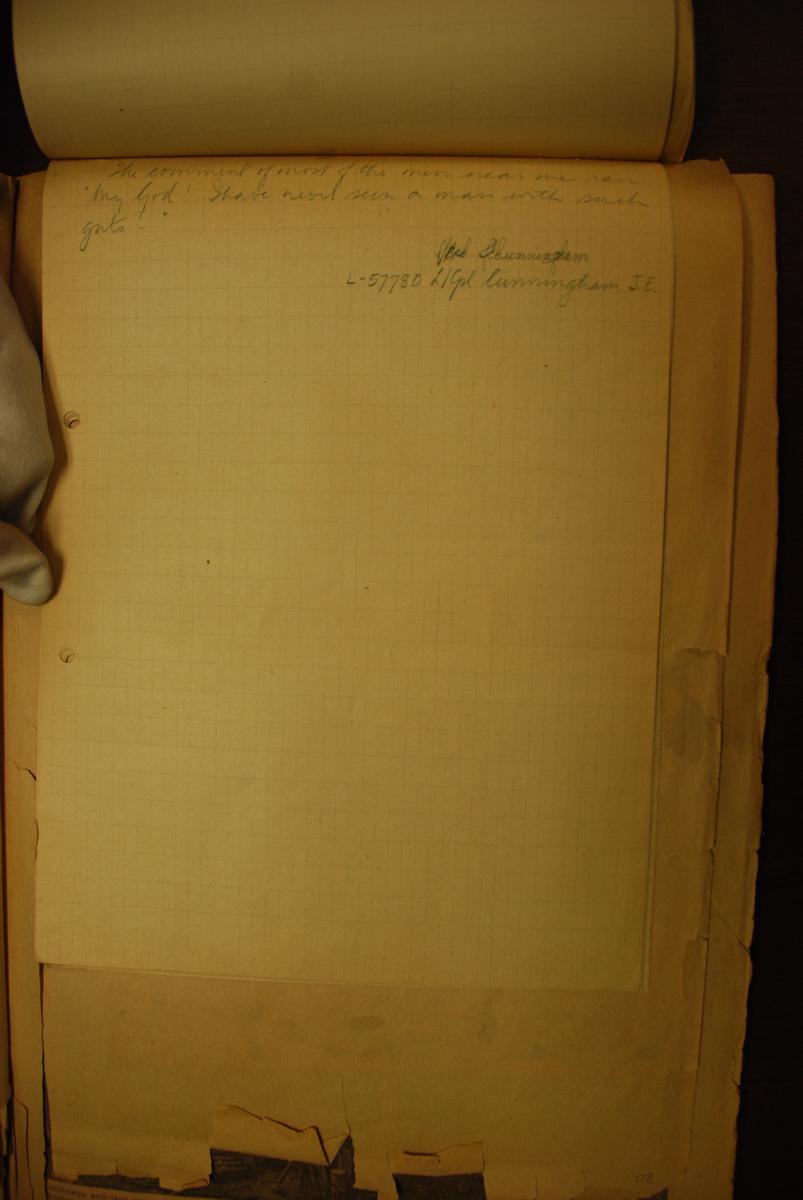 The comment of most of the men near me ran
"My God! I have never seen a man with such
guts."
Cunningham
L-57780 L/Cpl Cunningham J.E.